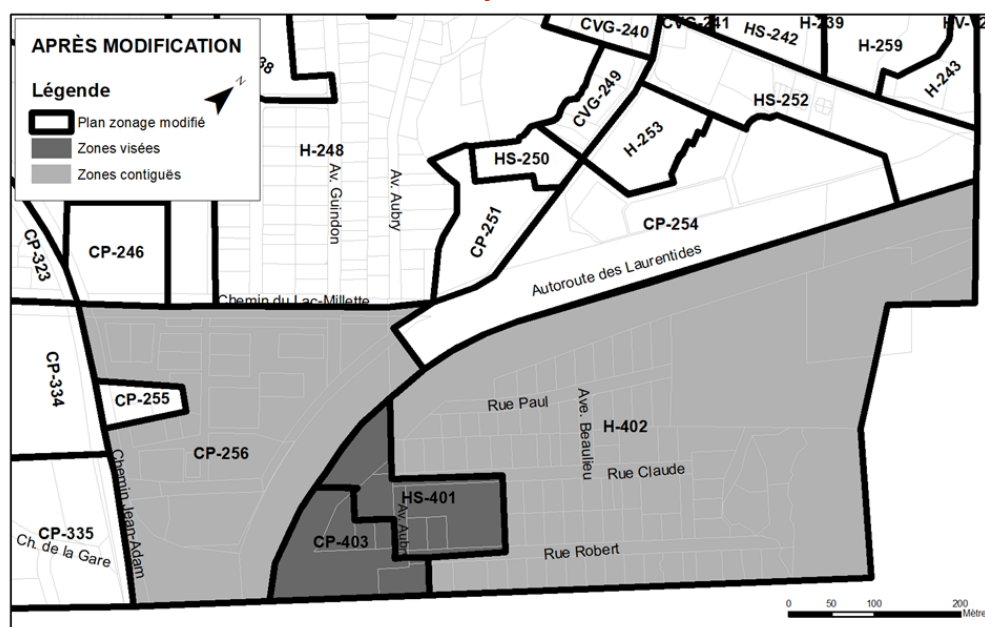 APRÈS MODIFICATION
Légende
N
Plan zonage modifié
Zones visées
Zones contiguës
CVG-240
CVG-241
HS-242
H-239
H-259
H-243
CVG-249
HS-252
H-253
H-248
HS-250
Av. Guindon
Av. Aubry
CP-251
CP-254
CP-323
CP-246
Autoroute des Laurentides
Chemin du Lac-Millette
CP-334
CP-255
Rue Paul
Ave. Beaulieu
H-402
CP-256
Rue Claude
HS-401
Chemin Jean-Adam
CP-335
Ch. de la Gare
CP-403
Rue Robert
0 50 100 200